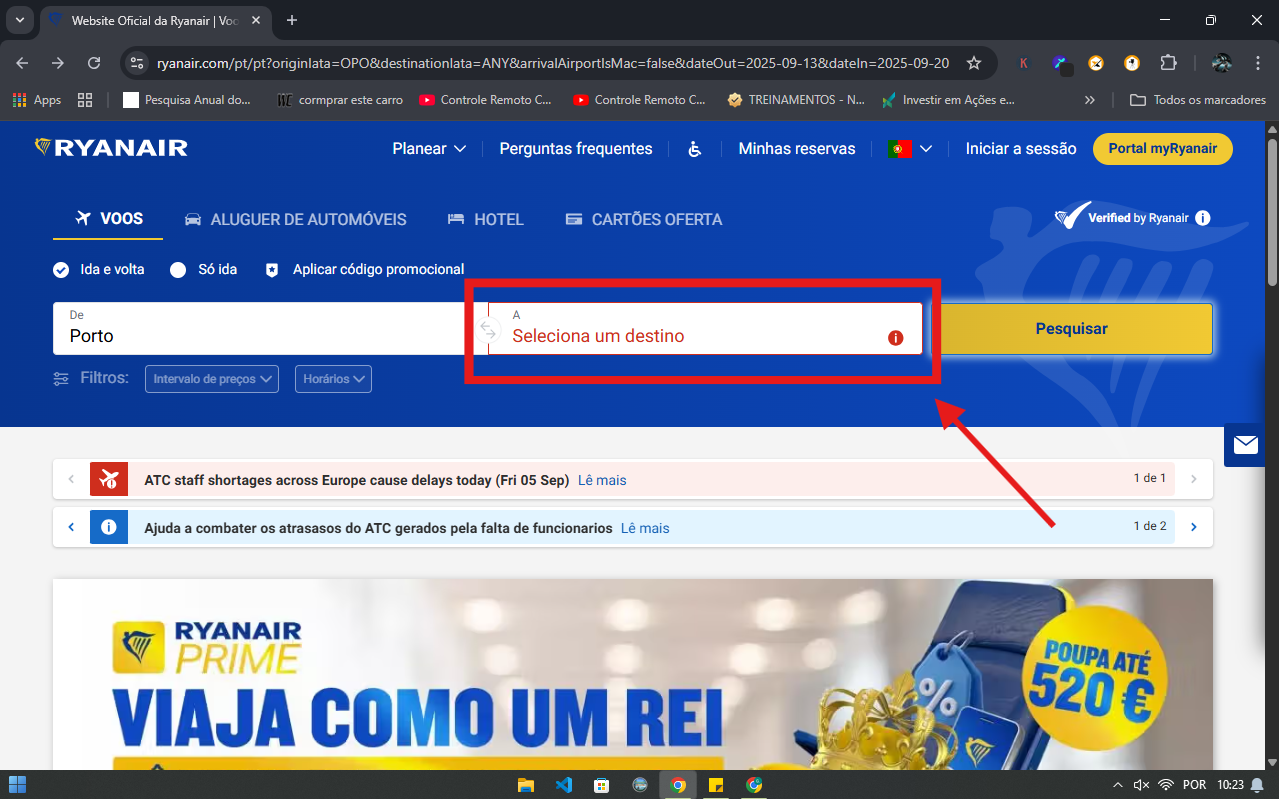 Website Oficial da Ryanair | Voo
ryanair.com/pt/pt?originIata=OPO&destinationIata=ANY&arrivalAirportIsMac=false&dateOut=2025-09-13&dateIn=2025-09-20
K
Apps
Pesquisa Anual do...
cormprar este carro
Controle Remoto C...
Controle Remoto C...
TREINAMENTOS - N...
Investir em Ações e...
Todos os marcadores
RYANAIR
Planear
Perguntas frequentes
Minhas reservas
Iniciar a sessão
Portal myRyanair
VOOS
ALUGUER DE AUTOMÓVEIS
HOTEL
CARTÕES OFERTA
Verified by Ryanair
Ida e volta
Só ida
Aplicar código promocional
De
Porto
A
Seleciona um destino
Pesquisar
Filtros:
Intervalo de preços
Horários
ATC staff shortages across Europe cause delays today (Fri 05 Sep) Lê mais
1 de 1
Ajuda a combater os atrasasos do ATC gerados pela falta de funcionarios Lê mais
1 de 2
RYANAIR
PRIME
VIAJA COMO UM REI
%
POUPA ATÉ
520 €
POR
10:23